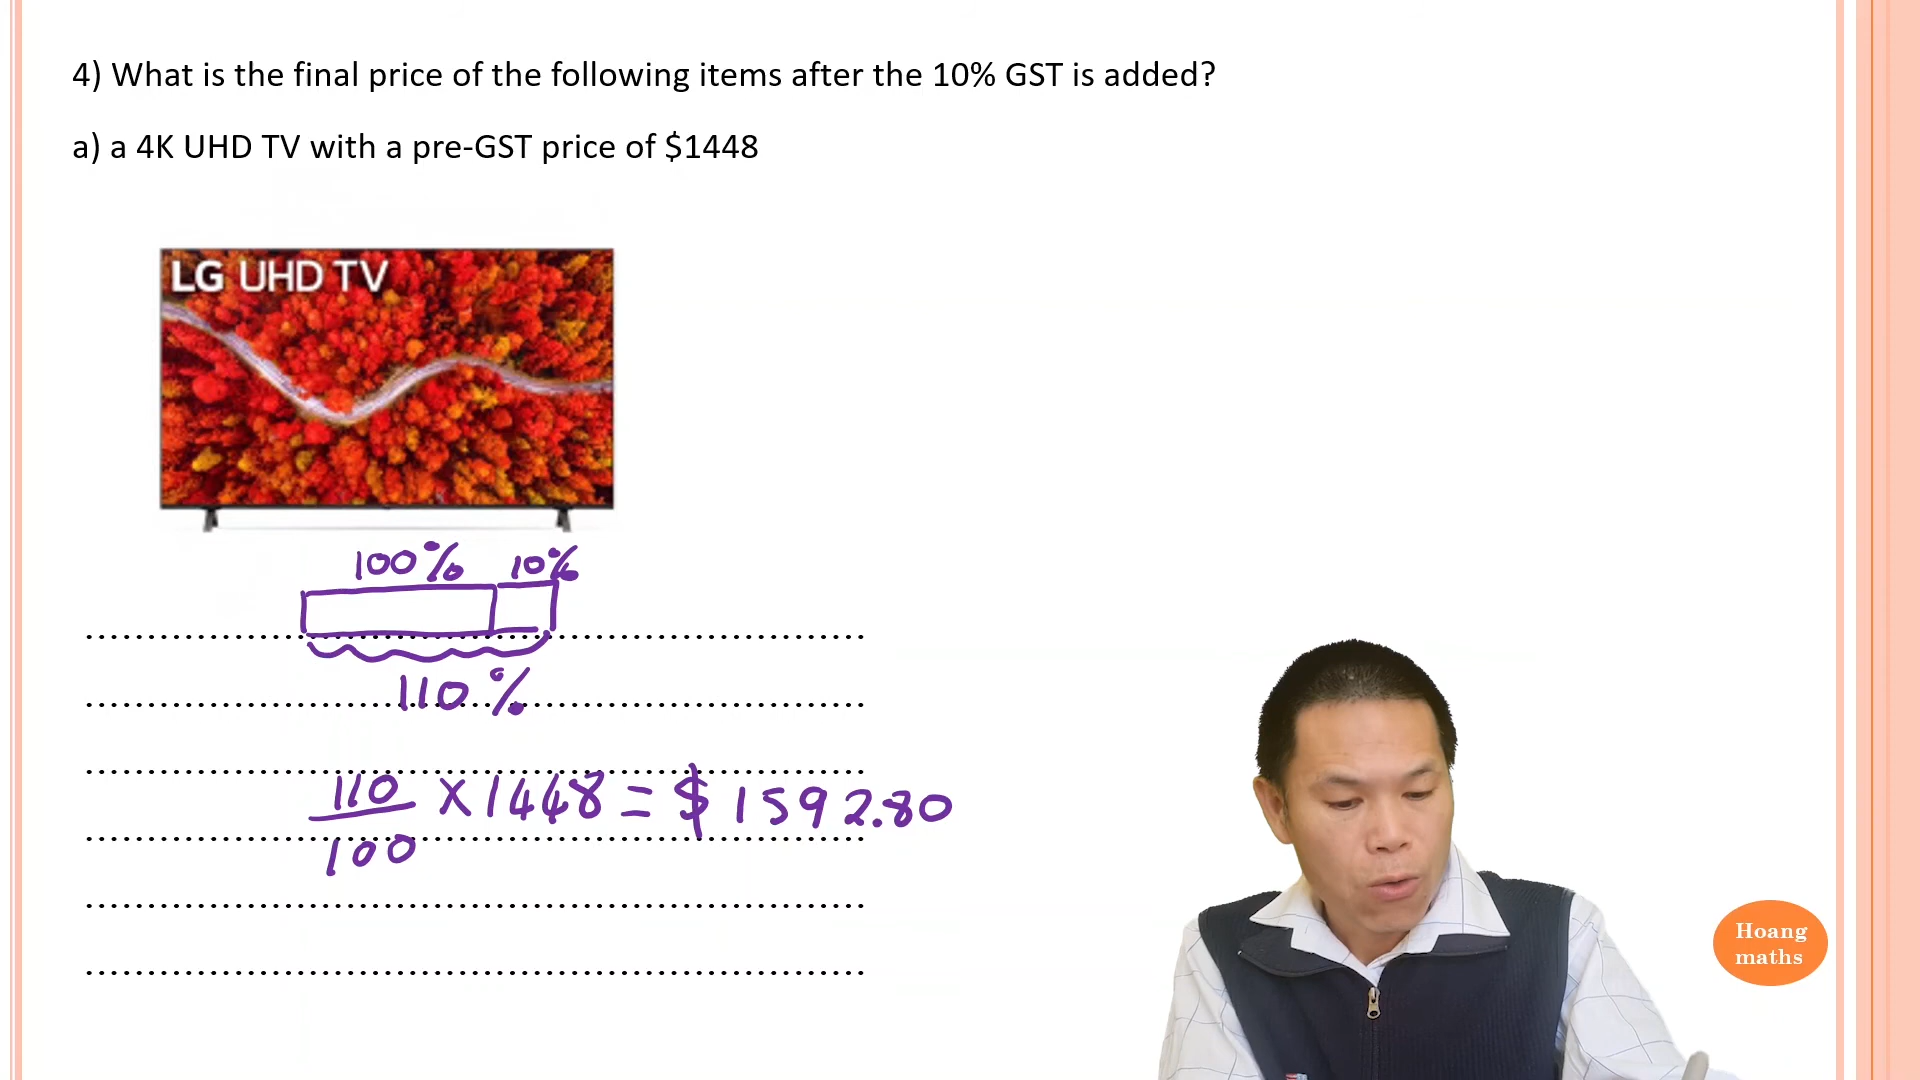 4) What is the final price of the following items after the 10% GST is added?
a) a 4K UHD TV with a pre-GST price of $1448
LG UHD TV
100% 10%
110%
110/100 × 1448 = $1592.80
Hoang
maths